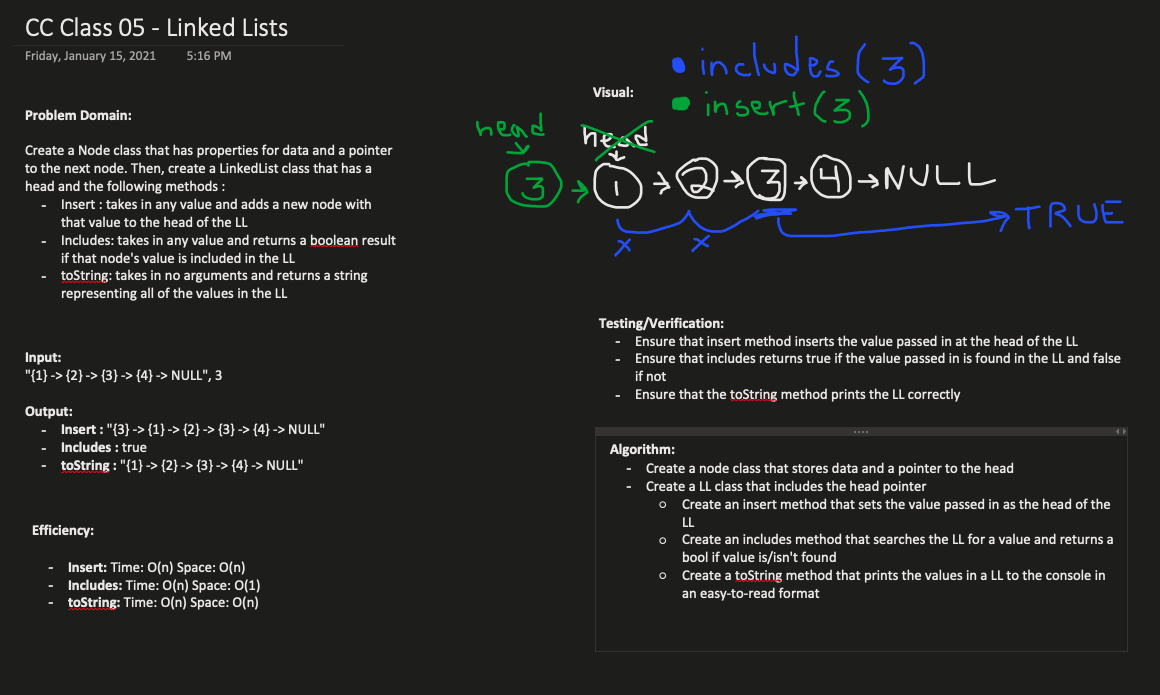 CC Class 05 - Linked Lists
Friday, January 15, 2021 5:16 PM
Problem Domain:
Create a Node class that has properties for data and a pointer
to the next node. Then, create a LinkedList class that has a
head and the following methods :
- Insert : takes in any value and adds a new node with
that value to the head of the LL
- Includes: takes in any value and returns a boolean result
if that node's value is included in the LL
- toString: takes in no arguments and returns a string
representing all of the values in the LL
Input:
"{1} -> {2} -> {3} -> {4} -> NULL", 3
Output:
- Insert : "{3} -> {1} -> {2} -> {3} -> {4} -> NULL"
- Includes : true
- toString : "{1} -> {2} -> {3} -> {4} -> NULL"
Efficiency:
- Insert: Time: O(n) Space: O(n)
- Includes: Time: O(n) Space: O(1)
- toString: Time: O(n) Space: O(n)
Visual:
• includes (3)
• insert (3)
head head
3 → 1 → 2 → 3 → 4 → NULL
x x TRUE
Testing/Verification:
- Ensure that insert method inserts the value passed in at the head of the LL
- Ensure that includes returns true if the value passed in is found in the LL and false
if not
- Ensure that the toString method prints the LL correctly
Algorithm:
- Create a node class that stores data and a pointer to the head
- Create a LL class that includes the head pointer
o Create an insert method that sets the value passed in as the head of the
LL
o Create an includes method that searches the LL for a value and returns a
bool if value is/isn't found
o Create a toString method that prints the values in a LL to the console in
an easy-to-read format